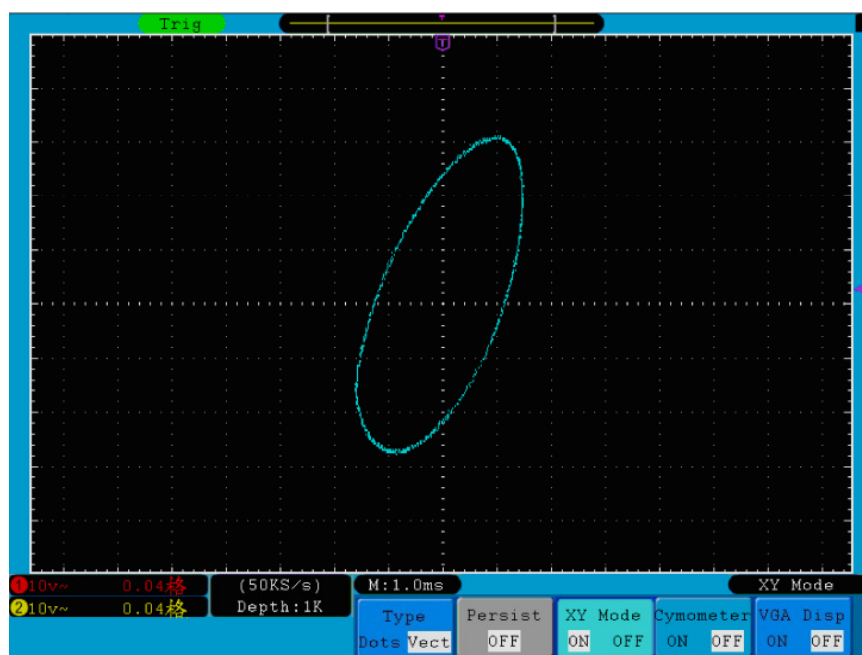 Trig
T
1 10v~ 0.04格 (50KS/s) M:1.0ms XY Mode
2 10v~ 0.04格 Depth:1K
Type Persist XY Mode Cymometer VGA Disp
Dots Vect OFF ON OFF ON OFF ON OFF